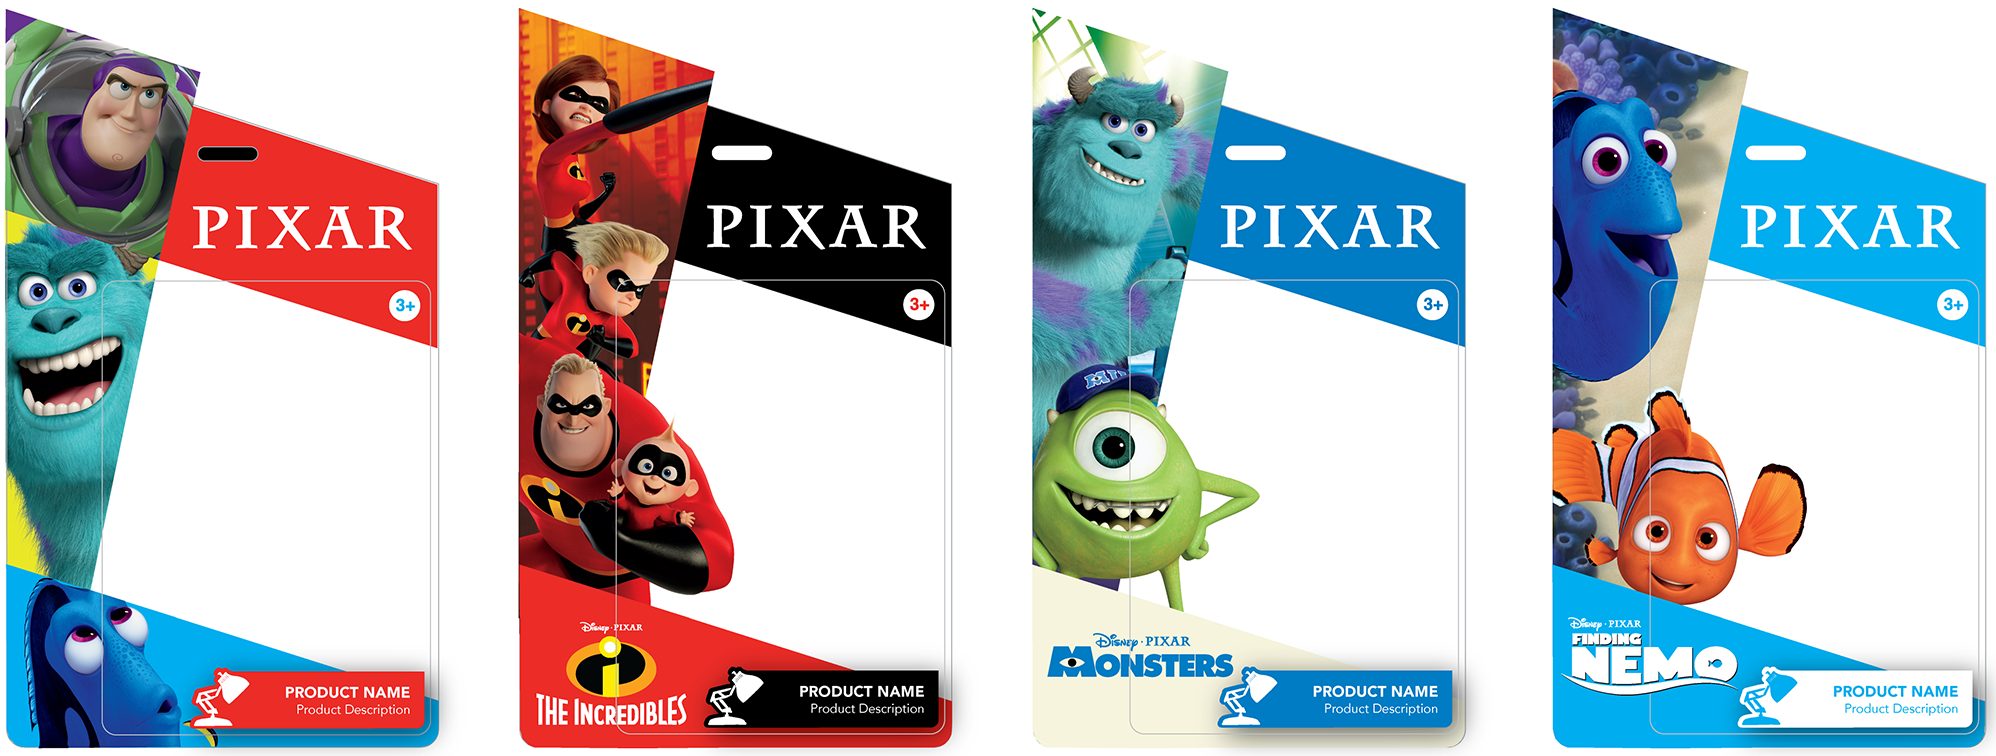 PIXAR
3+
PRODUCT NAME
Product Description
PIXAR
3+
Disney · PIXAR
THE INCREDIBLES
PRODUCT NAME
Product Description
PIXAR
3+
Disney · PIXAR
MONSTERS
PRODUCT NAME
Product Description
PIXAR
3+
Disney · PIXAR
FINDING
NEMO
PRODUCT NAME
Product Description